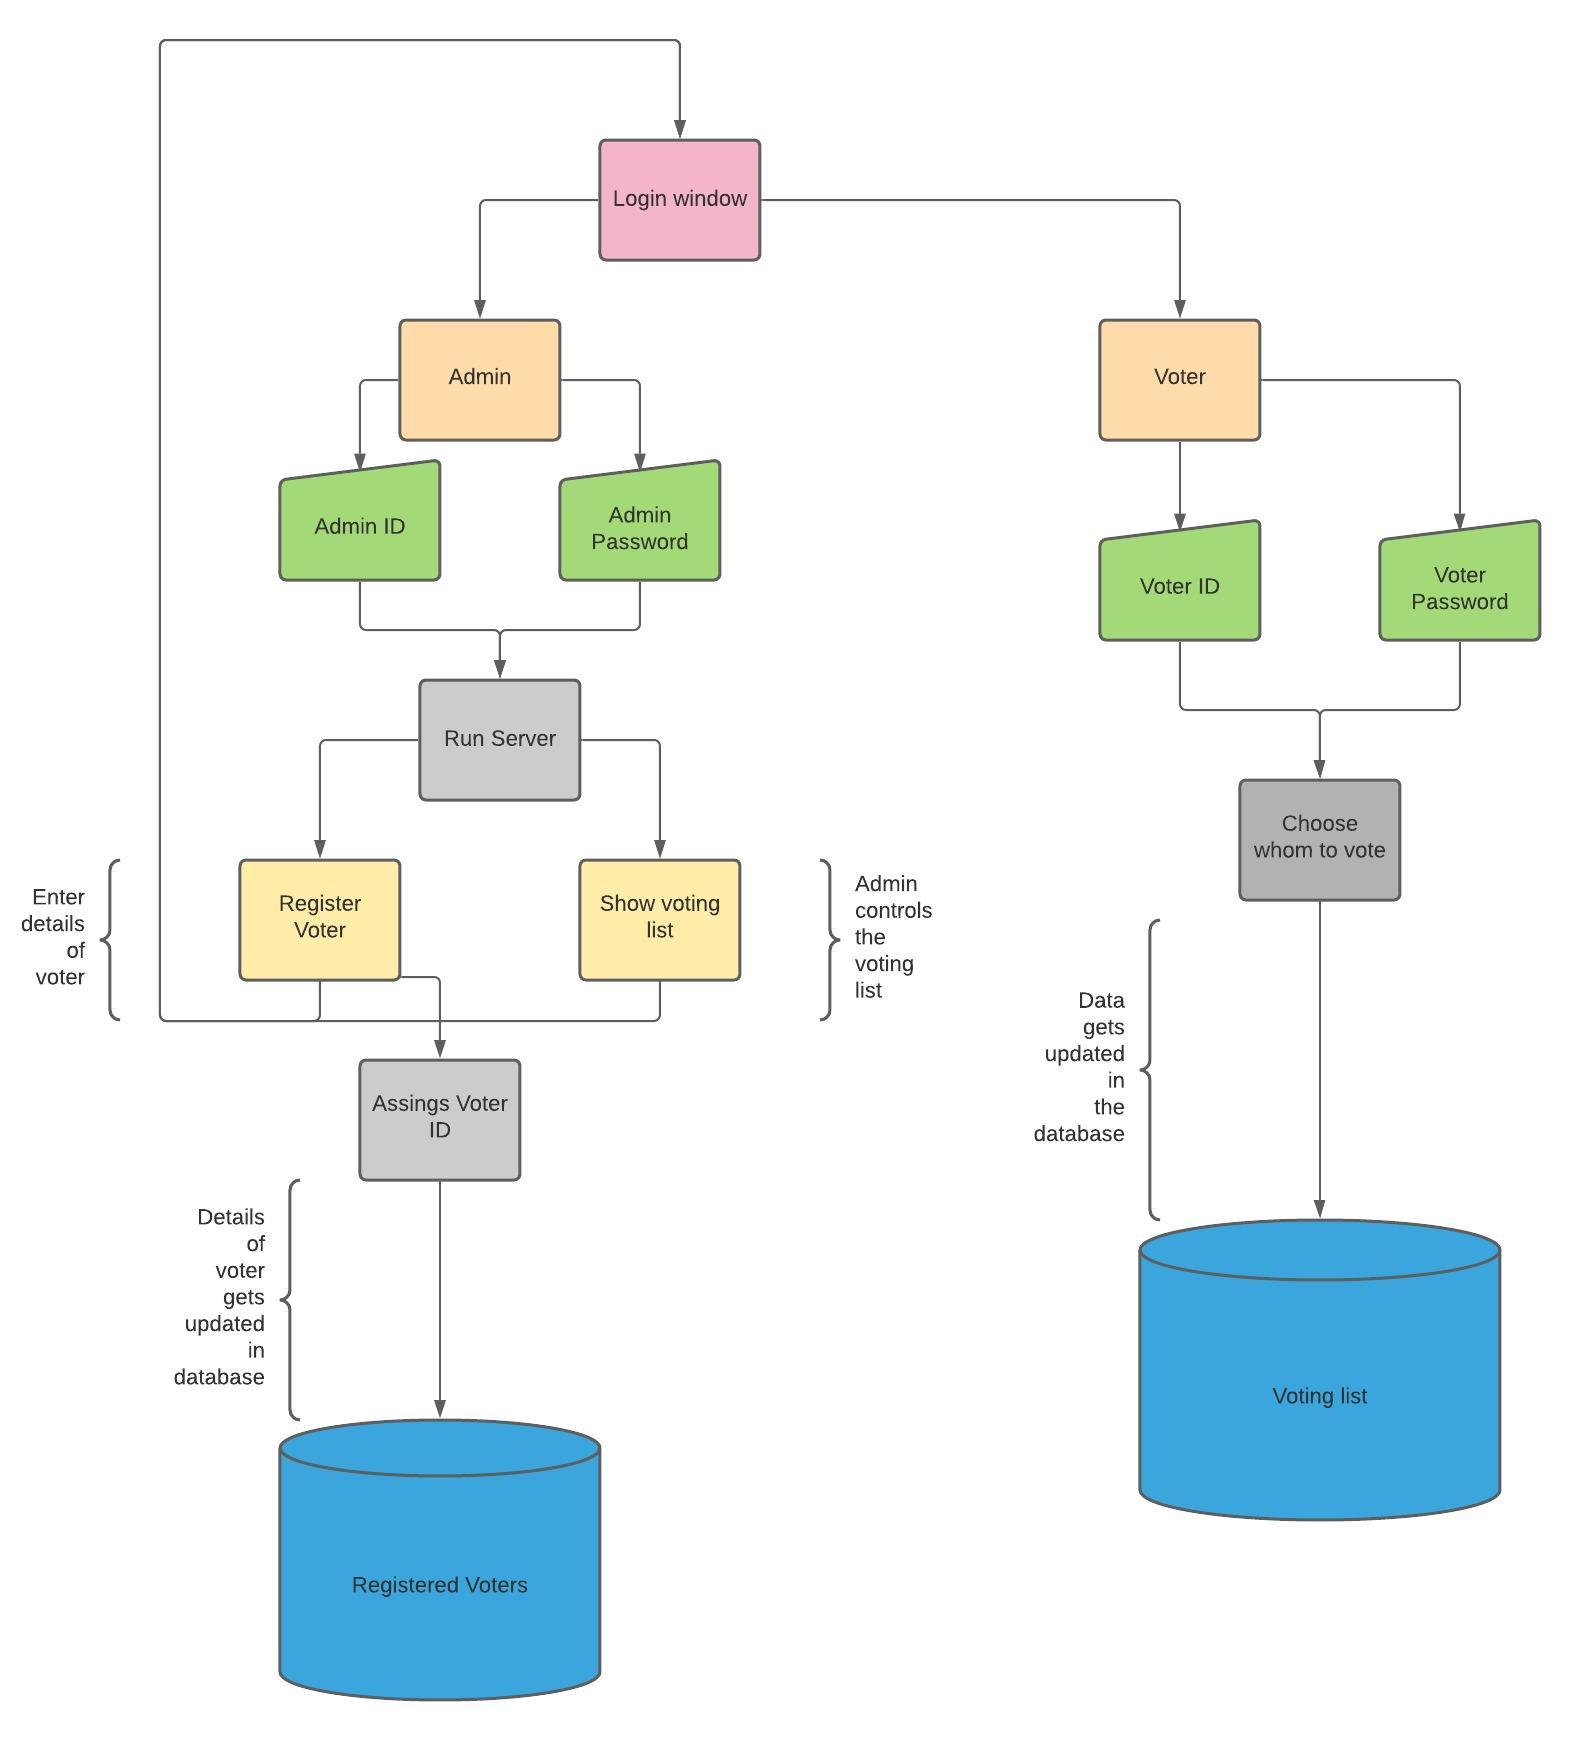 Login window
Admin
Voter
Admin ID
Admin
Password
Voter ID
Voter
Password
Run Server
Choose
whom to vote
Enter
details
of
voter
Register
Voter
Show voting
list
Admin
controls
the
voting
list
Data
gets
updated
in
the
database
Assings Voter
ID
Details
of
voter
gets
updated
in
database
Voting list
Registered Voters